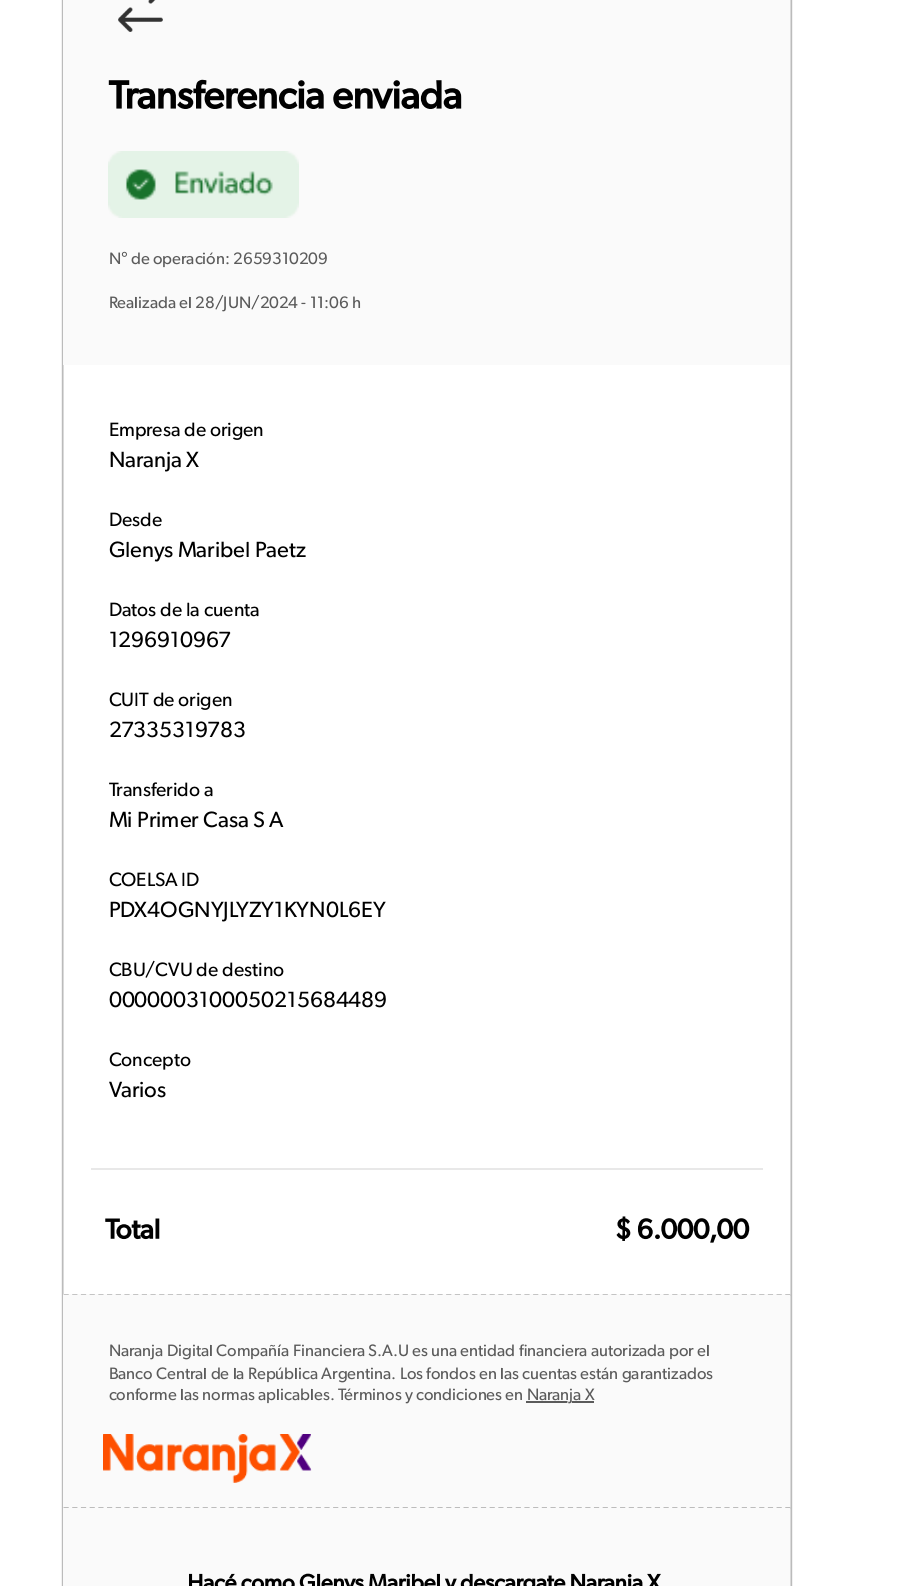 Transferencia enviada
Enviado
N° de operación: 2659310209
Realizada el 28/JUN/2024 - 11:06 h
Empresa de origen
Naranja X
Desde
Glenys Maribel Paetz
Datos de la cuenta
1296910967
CUIT de origen
27335319783
Transferido a
Mi Primer Casa S A
COELSA ID
PDX4OGNYJLYZY1KYN0L6EY
CBU/CVU de destino
0000003100050215684489
Concepto
Varios
Total $ 6.000,00
Naranja Digital Compañía Financiera S.A.U es una entidad financiera autorizada por el
Banco Central de la República Argentina. Los fondos en las cuentas están garantizados
conforme las normas aplicables. Términos y condiciones en Naranja X
NaranjaX
Hacé como Glenys Maribel y descargate Naranja X